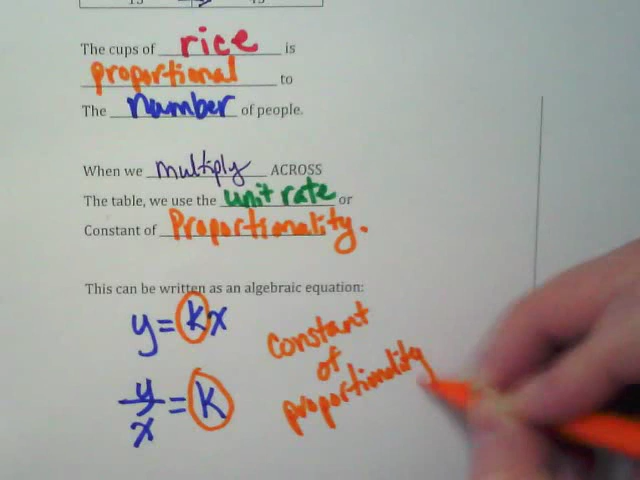 The cups of rice is
proportional to
The number of people.
When we multiply ACROSS
The table, we use the unit rate or
Constant of Proportionality.
This can be written as an algebraic equation:
y = kx
y/x = k
constant
of
proportionality